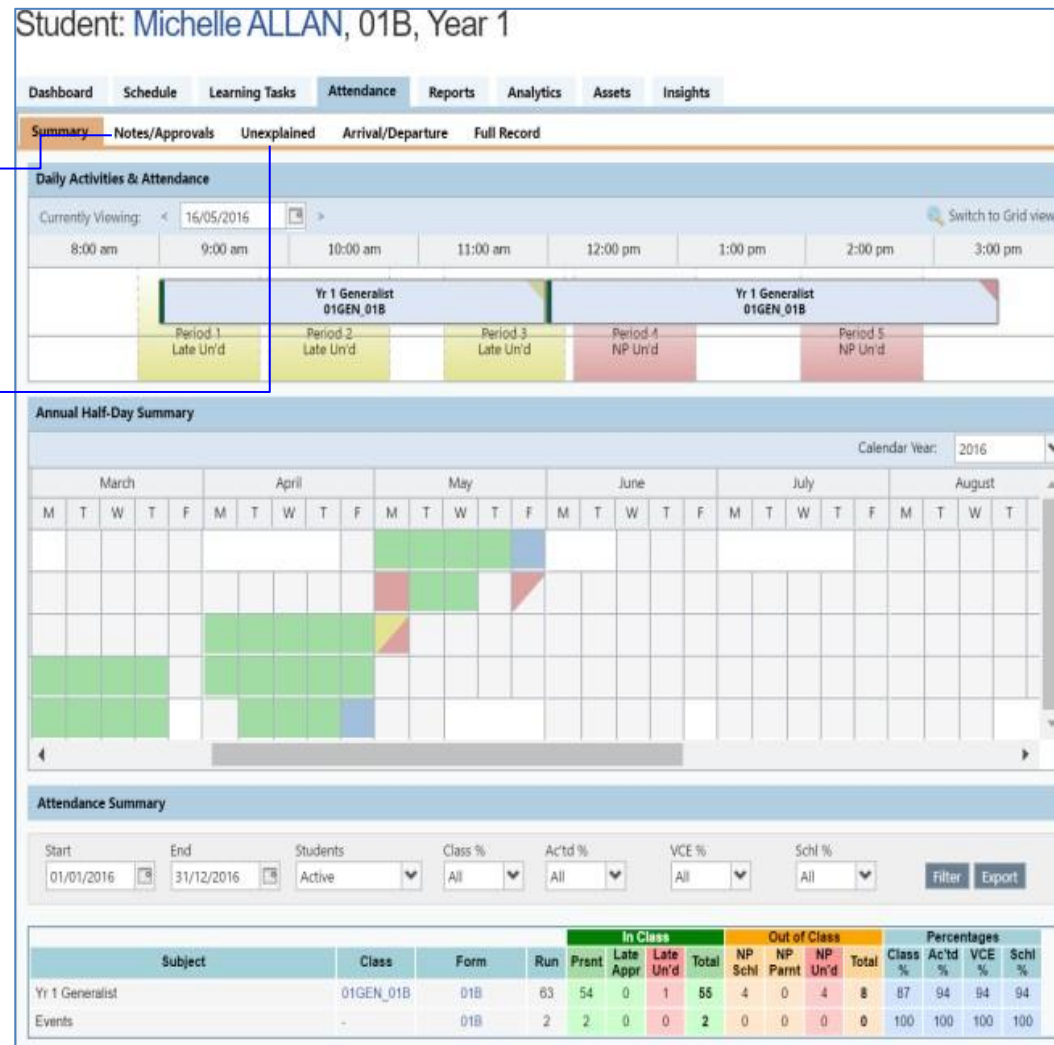 Student: Michelle ALLAN, 01B, Year 1
Dashboard Schedule Learning Tasks Attendance Reports Analytics Assets Insights
Summary Notes/Approvals Unexplained Arrival/Departure Full Record
Daily Activities & Attendance
Currently Viewing: < 16/05/2016 > Switch to Grid view
8:00 am 9:00 am 10:00 am 11:00 am 12:00 pm 1:00 pm 2:00 pm 3:00 pm
Yr 1 Generalist Yr 1 Generalist
01GEN_01B 01GEN_01B
Period 1 Period 2 Period 3 Period 4 Period 5
Late Un'd Late Un'd Late Un'd NP Un'd NP Un'd
Annual Half-Day Summary
Calendar Year: 2016
March April May June July August
M T W T F M T W T F M T W T F M T W T F M T W T F M T W T
Attendance Summary
Start End Students Class % Ac'td % VCE % Schl %
01/01/2016 31/12/2016 Active All All All All Filter Export
In Class Out of Class Percentages
Subject Class Form Run Prsnt Late Appr Late Un'd Total NP Schl NP Parnt NP Un'd Total Class % Ac'td % VCE % Schl %
Yr 1 Generalist 01GEN_01B 01B 63 54 0 1 55 4 0 4 8 87 94 94 94
Events - 01B 2 2 0 0 2 0 0 0 0 100 100 100 100